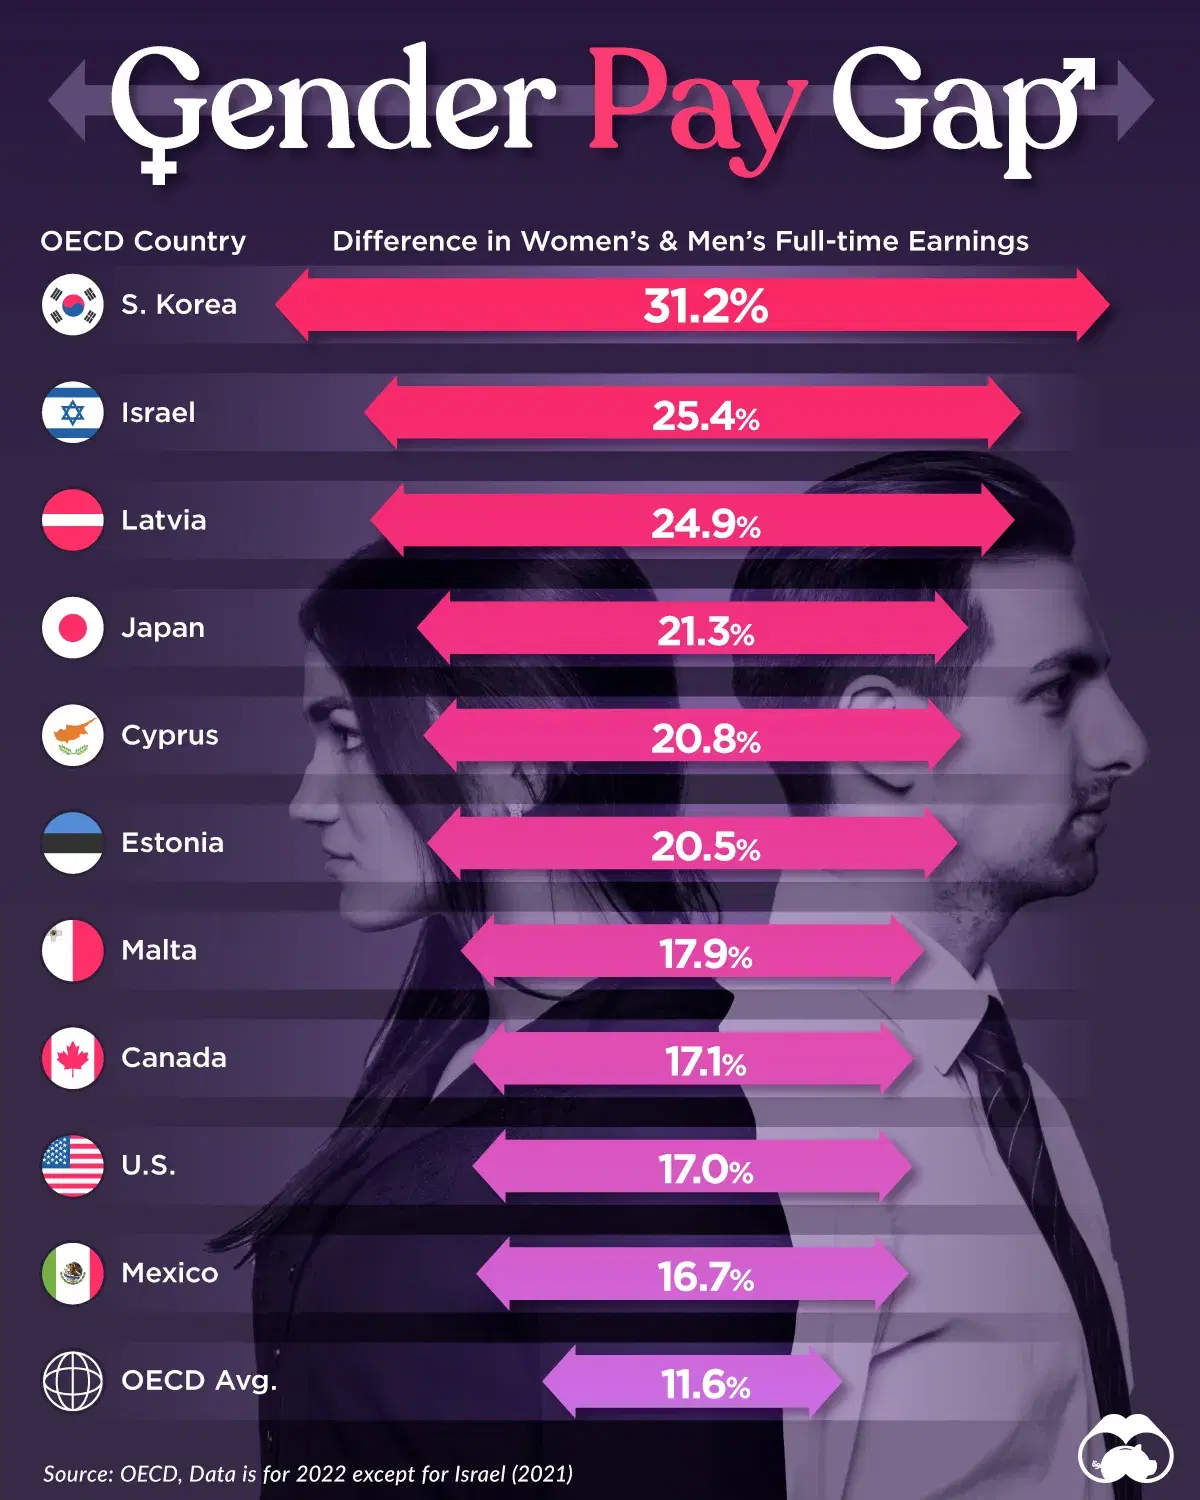 Gender Pay Gap
OECD Country Difference in Women's & Men's Full-time Earnings
S. Korea 31.2%
Israel 25.4%
Latvia 24.9%
Japan 21.3%
Cyprus 20.8%
Estonia 20.5%
Malta 17.9%
Canada 17.1%
U.S. 17.0%
Mexico 16.7%
OECD Avg. 11.6%
Source: OECD, Data is for 2022 except for Israel (2021)